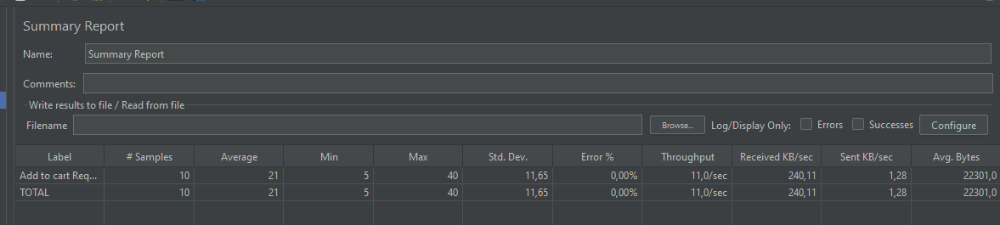 Summary Report
Name: Summary Report
Comments:
Write results to file / Read from file
Filename Browse... Log/Display Only: Errors Successes Configure
Label # Samples Average Min Max Std. Dev. Error % Throughput Received KB/sec Sent KB/sec Avg. Bytes
Add to cart Req... 10 21 5 40 11,65 0,00% 11,0/sec 240,11 1,28 22301,0
TOTAL 10 21 5 40 11,65 0,00% 11,0/sec 240,11 1,28 22301,0